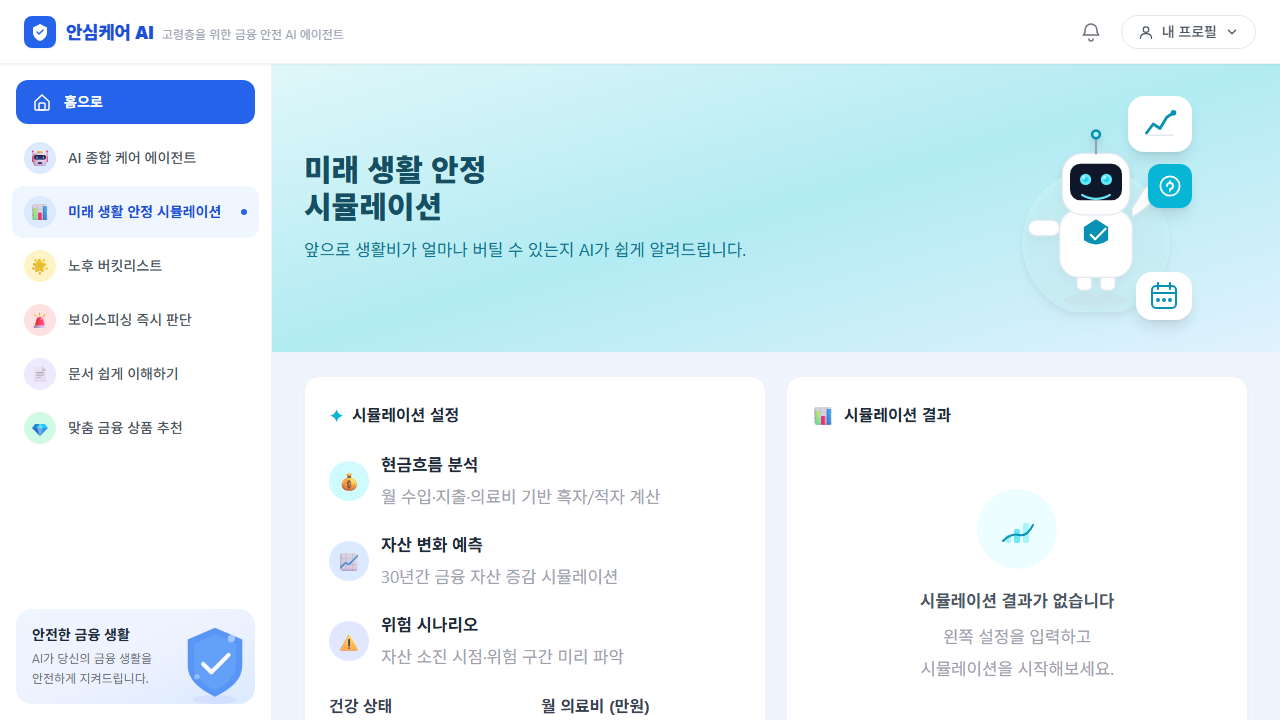 안심케어 AI 고령층을 위한 금융 안전 AI 에이전트
내 프로필
홈으로
AI 종합 케어 에이전트
미래 생활 안정 시뮬레이션
노후 버킷리스트
보이스피싱 즉시 판단
문서 쉽게 이해하기
맞춤 금융 상품 추천
안전한 금융 생활
AI가 당신의 금융 생활을
안전하게 지켜드립니다.
미래 생활 안정
시뮬레이션
앞으로 생활비가 얼마나 버틸 수 있는지 AI가 쉽게 알려드립니다.
시뮬레이션 설정
현금흐름 분석
월 수입·지출·의료비 기반 흑자/적자 계산
자산 변화 예측
30년간 금융 자산 증감 시뮬레이션
위험 시나리오
자산 소진 시점·위험 구간 미리 파악
건강 상태
월 의료비 (만원)
시뮬레이션 결과
시뮬레이션 결과가 없습니다
왼쪽 설정을 입력하고
시뮬레이션을 시작해보세요.